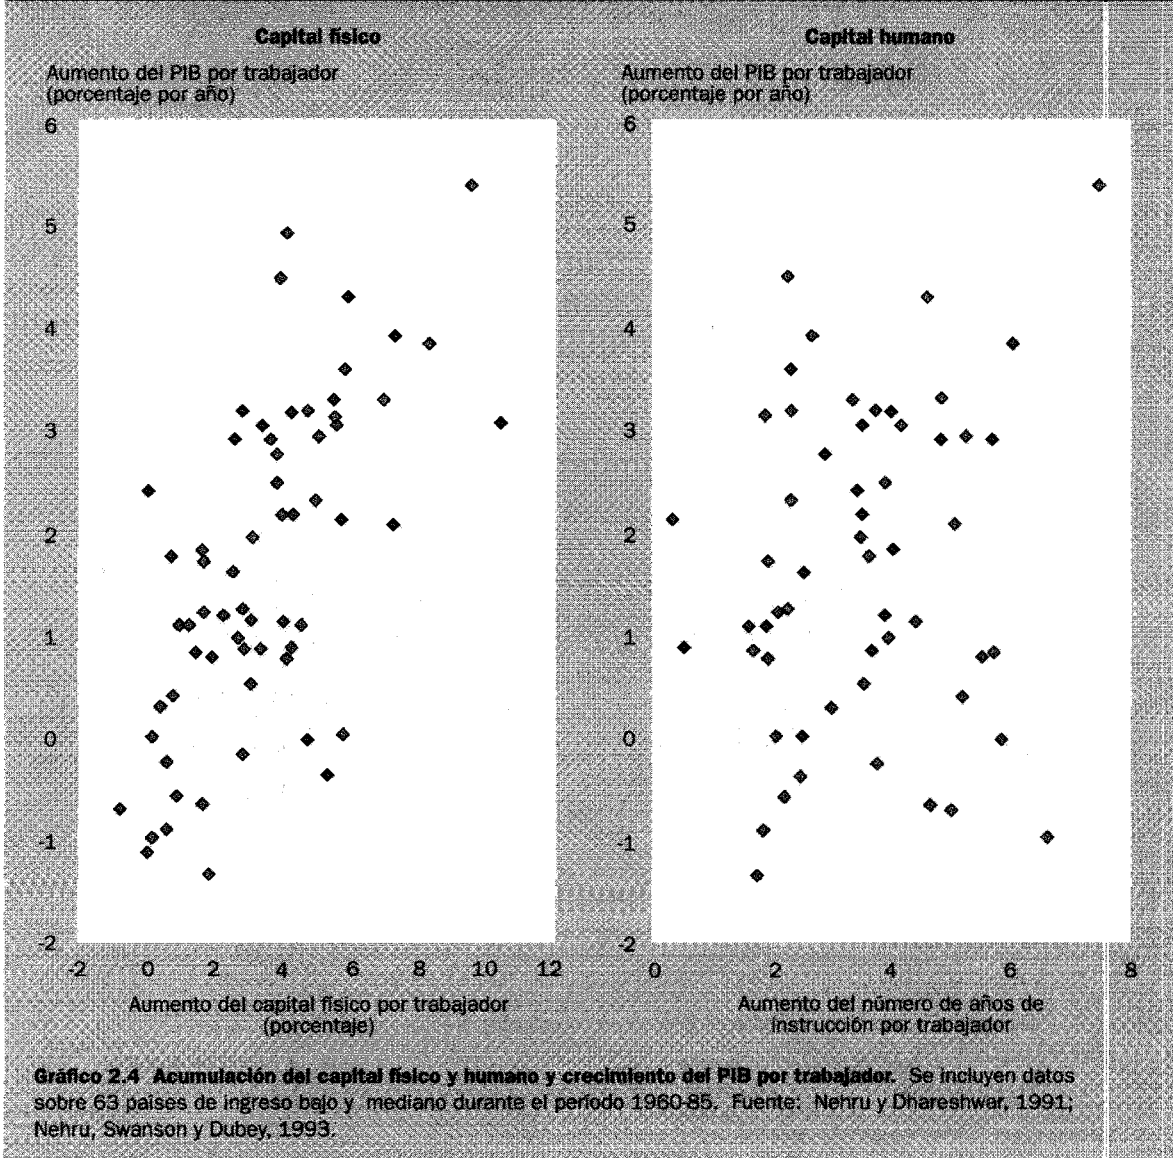 Capital físico
Aumento del PIB por trabajador
(porcentaje por año)
6
5
4
3
2
1
0
-1
-2
-2 0 2 4 6 8 10 12
Aumento del capital físico por trabajador
(porcentaje)
Capital humano
Aumento del PIB por trabajador
(porcentaje por año)
6
5
4
3
2
1
0
-1
-2
0 2 4 6 8
Aumento del número de años de
instrucción por trabajador
Gráfico 2.4 Acumulación del capital físico y humano y crecimiento del PIB por trabajador. Se incluyen datos
sobre 63 países de ingreso bajo y mediano durante el período 1960-85. Fuente: Nehru y Dhareshwar, 1991;
Nehru, Swanson y Dubey, 1993.